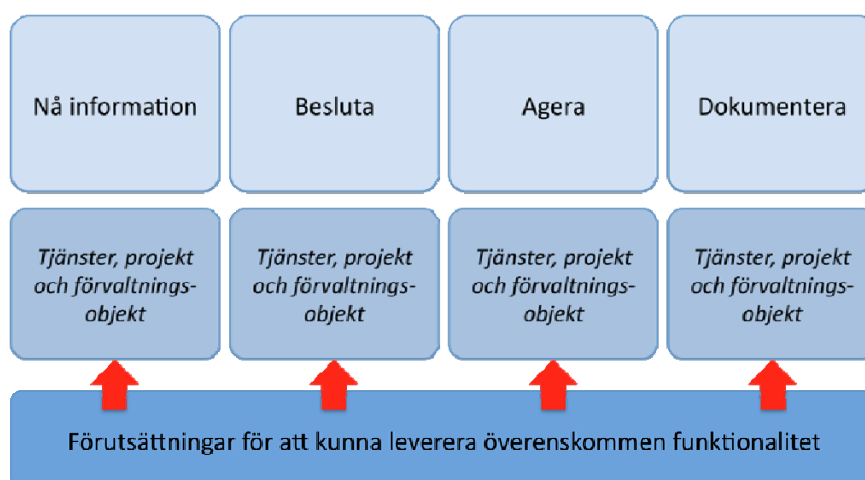 Nå information
Besluta
Agera
Dokumentera
Tjänster, projekt
och förvaltnings-
objekt
Tjänster, projekt
och förvaltnings-
objekt
Tjänster, projekt
och förvaltnings-
objekt
Tjänster, projekt
och förvaltnings-
objekt
Förutsättningar för att kunna leverera överenskommen funktionalitet